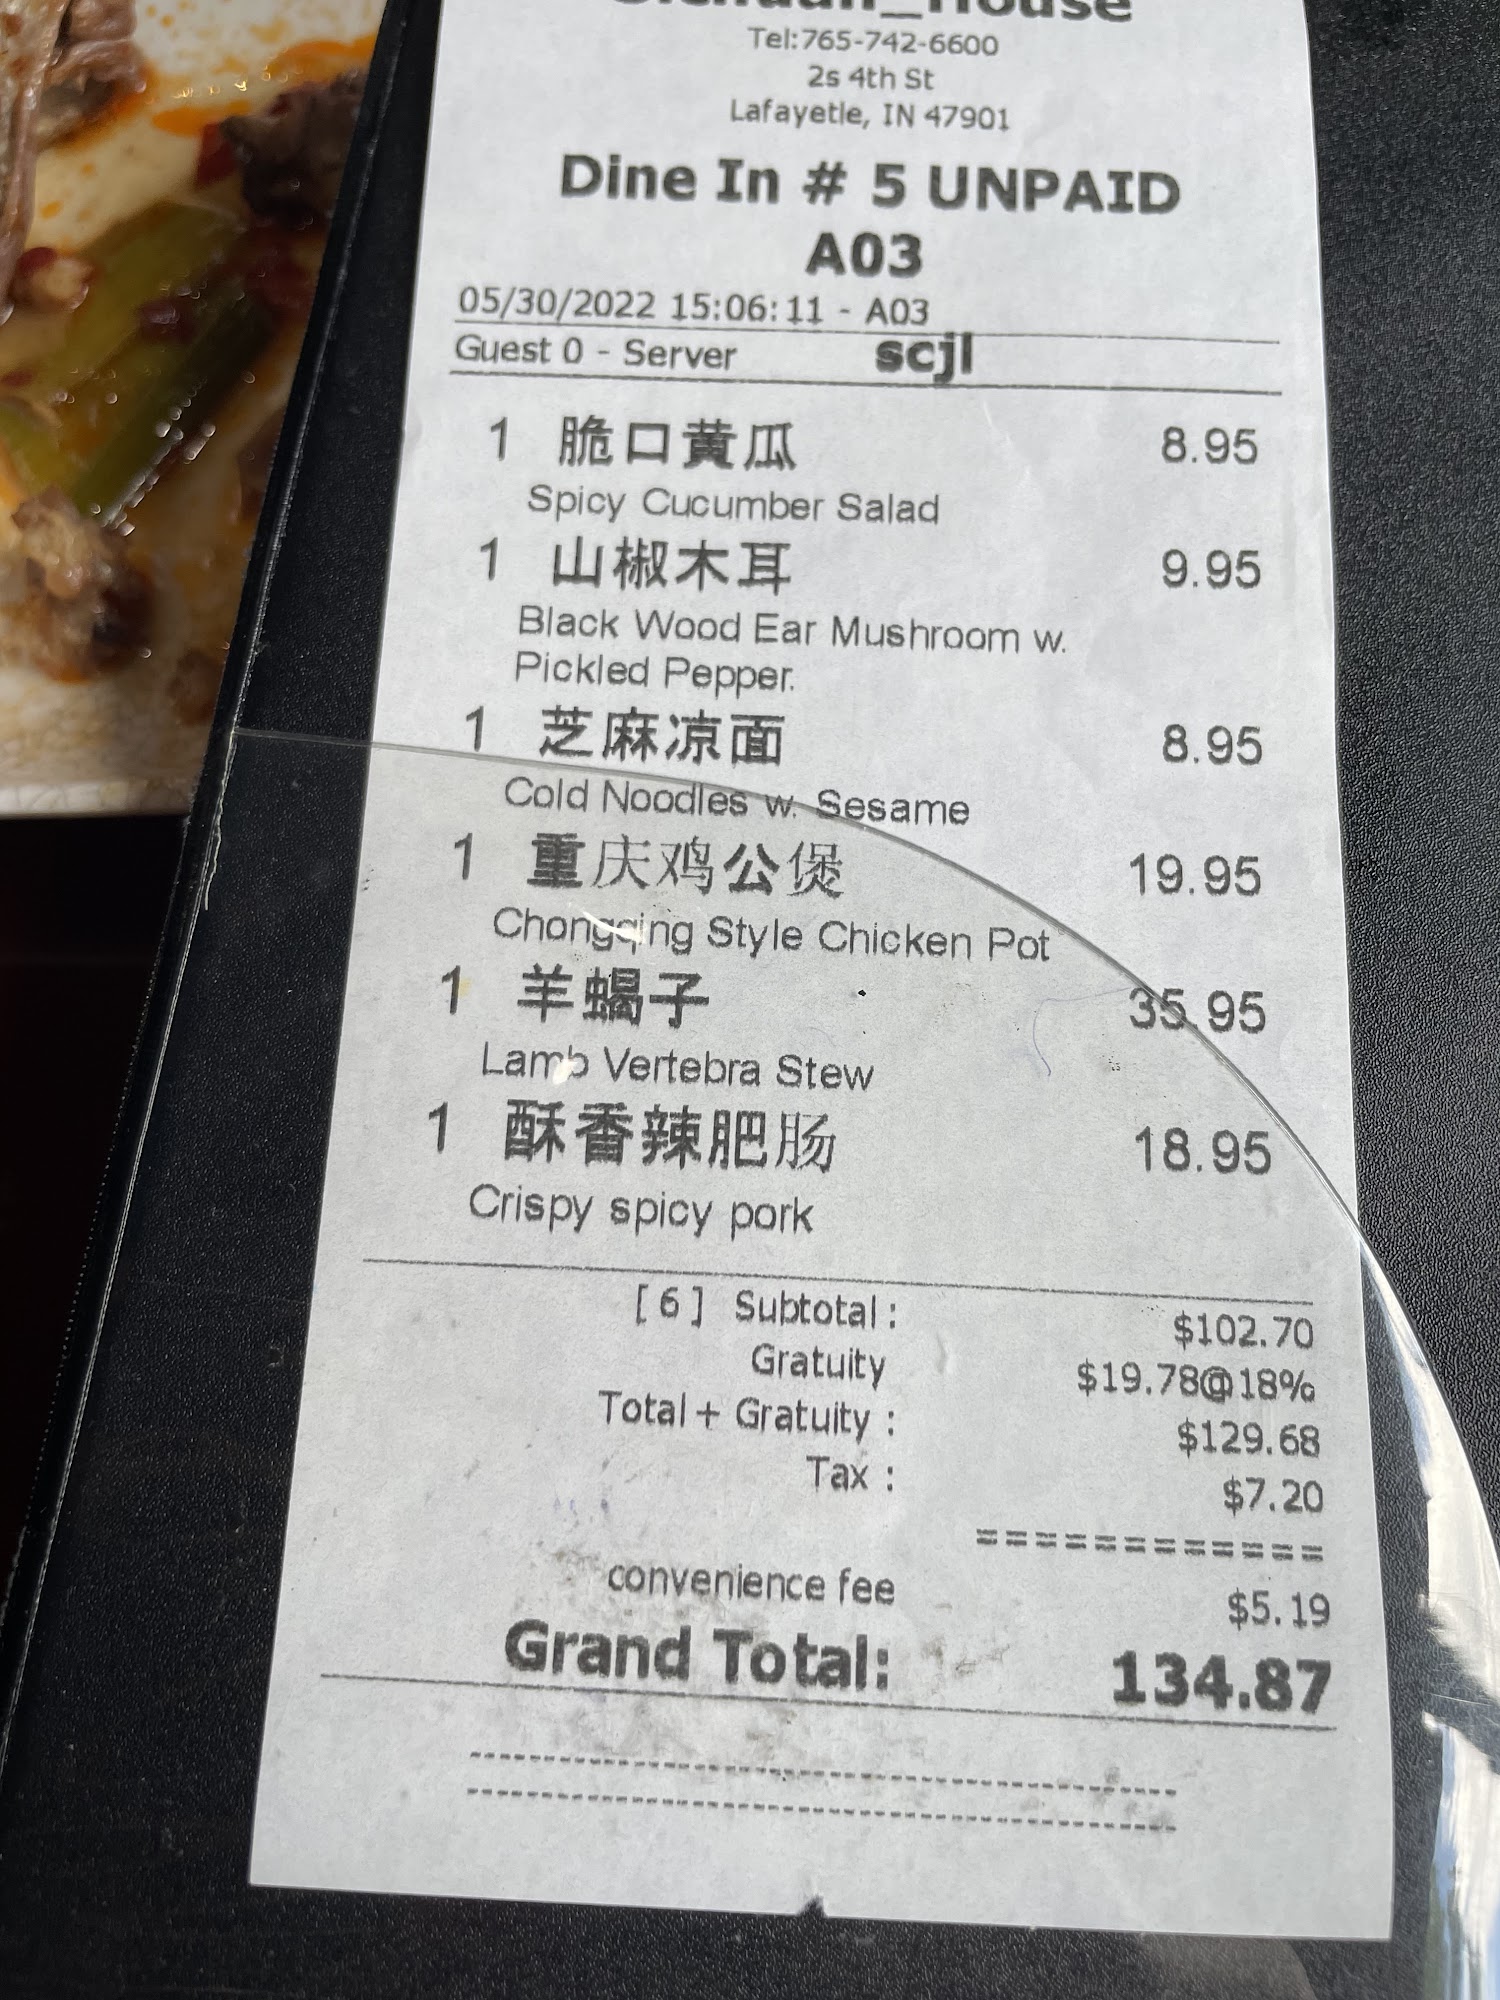 Sichuan_House
Tel:765-742-6600
2s 4th St
Lafayetle, IN 47901
Dine In # 5 UNPAID
A03
05/30/2022 15:06:11 - A03
Guest 0 - Server scjl
1 脆口黄瓜 8.95
Spicy Cucumber Salad
1 山椒木耳 9.95
Black Wood Ear Mushroom w.
Pickled Pepper.
1 芝麻凉面 8.95
Cold Noodles w. Sesame
1 重庆鸡公煲 19.95
Chongqing Style Chicken Pot
1 羊蝎子 35.95
Lamb Vertebra Stew
1 酥香辣肥肠 18.95
Crispy spicy pork
[ 6 ] Subtotal : $102.70
Gratuity $19.78@18%
Total + Gratuity : $129.68
Tax : $7.20
============
convenience fee $5.19
Grand Total: 134.87